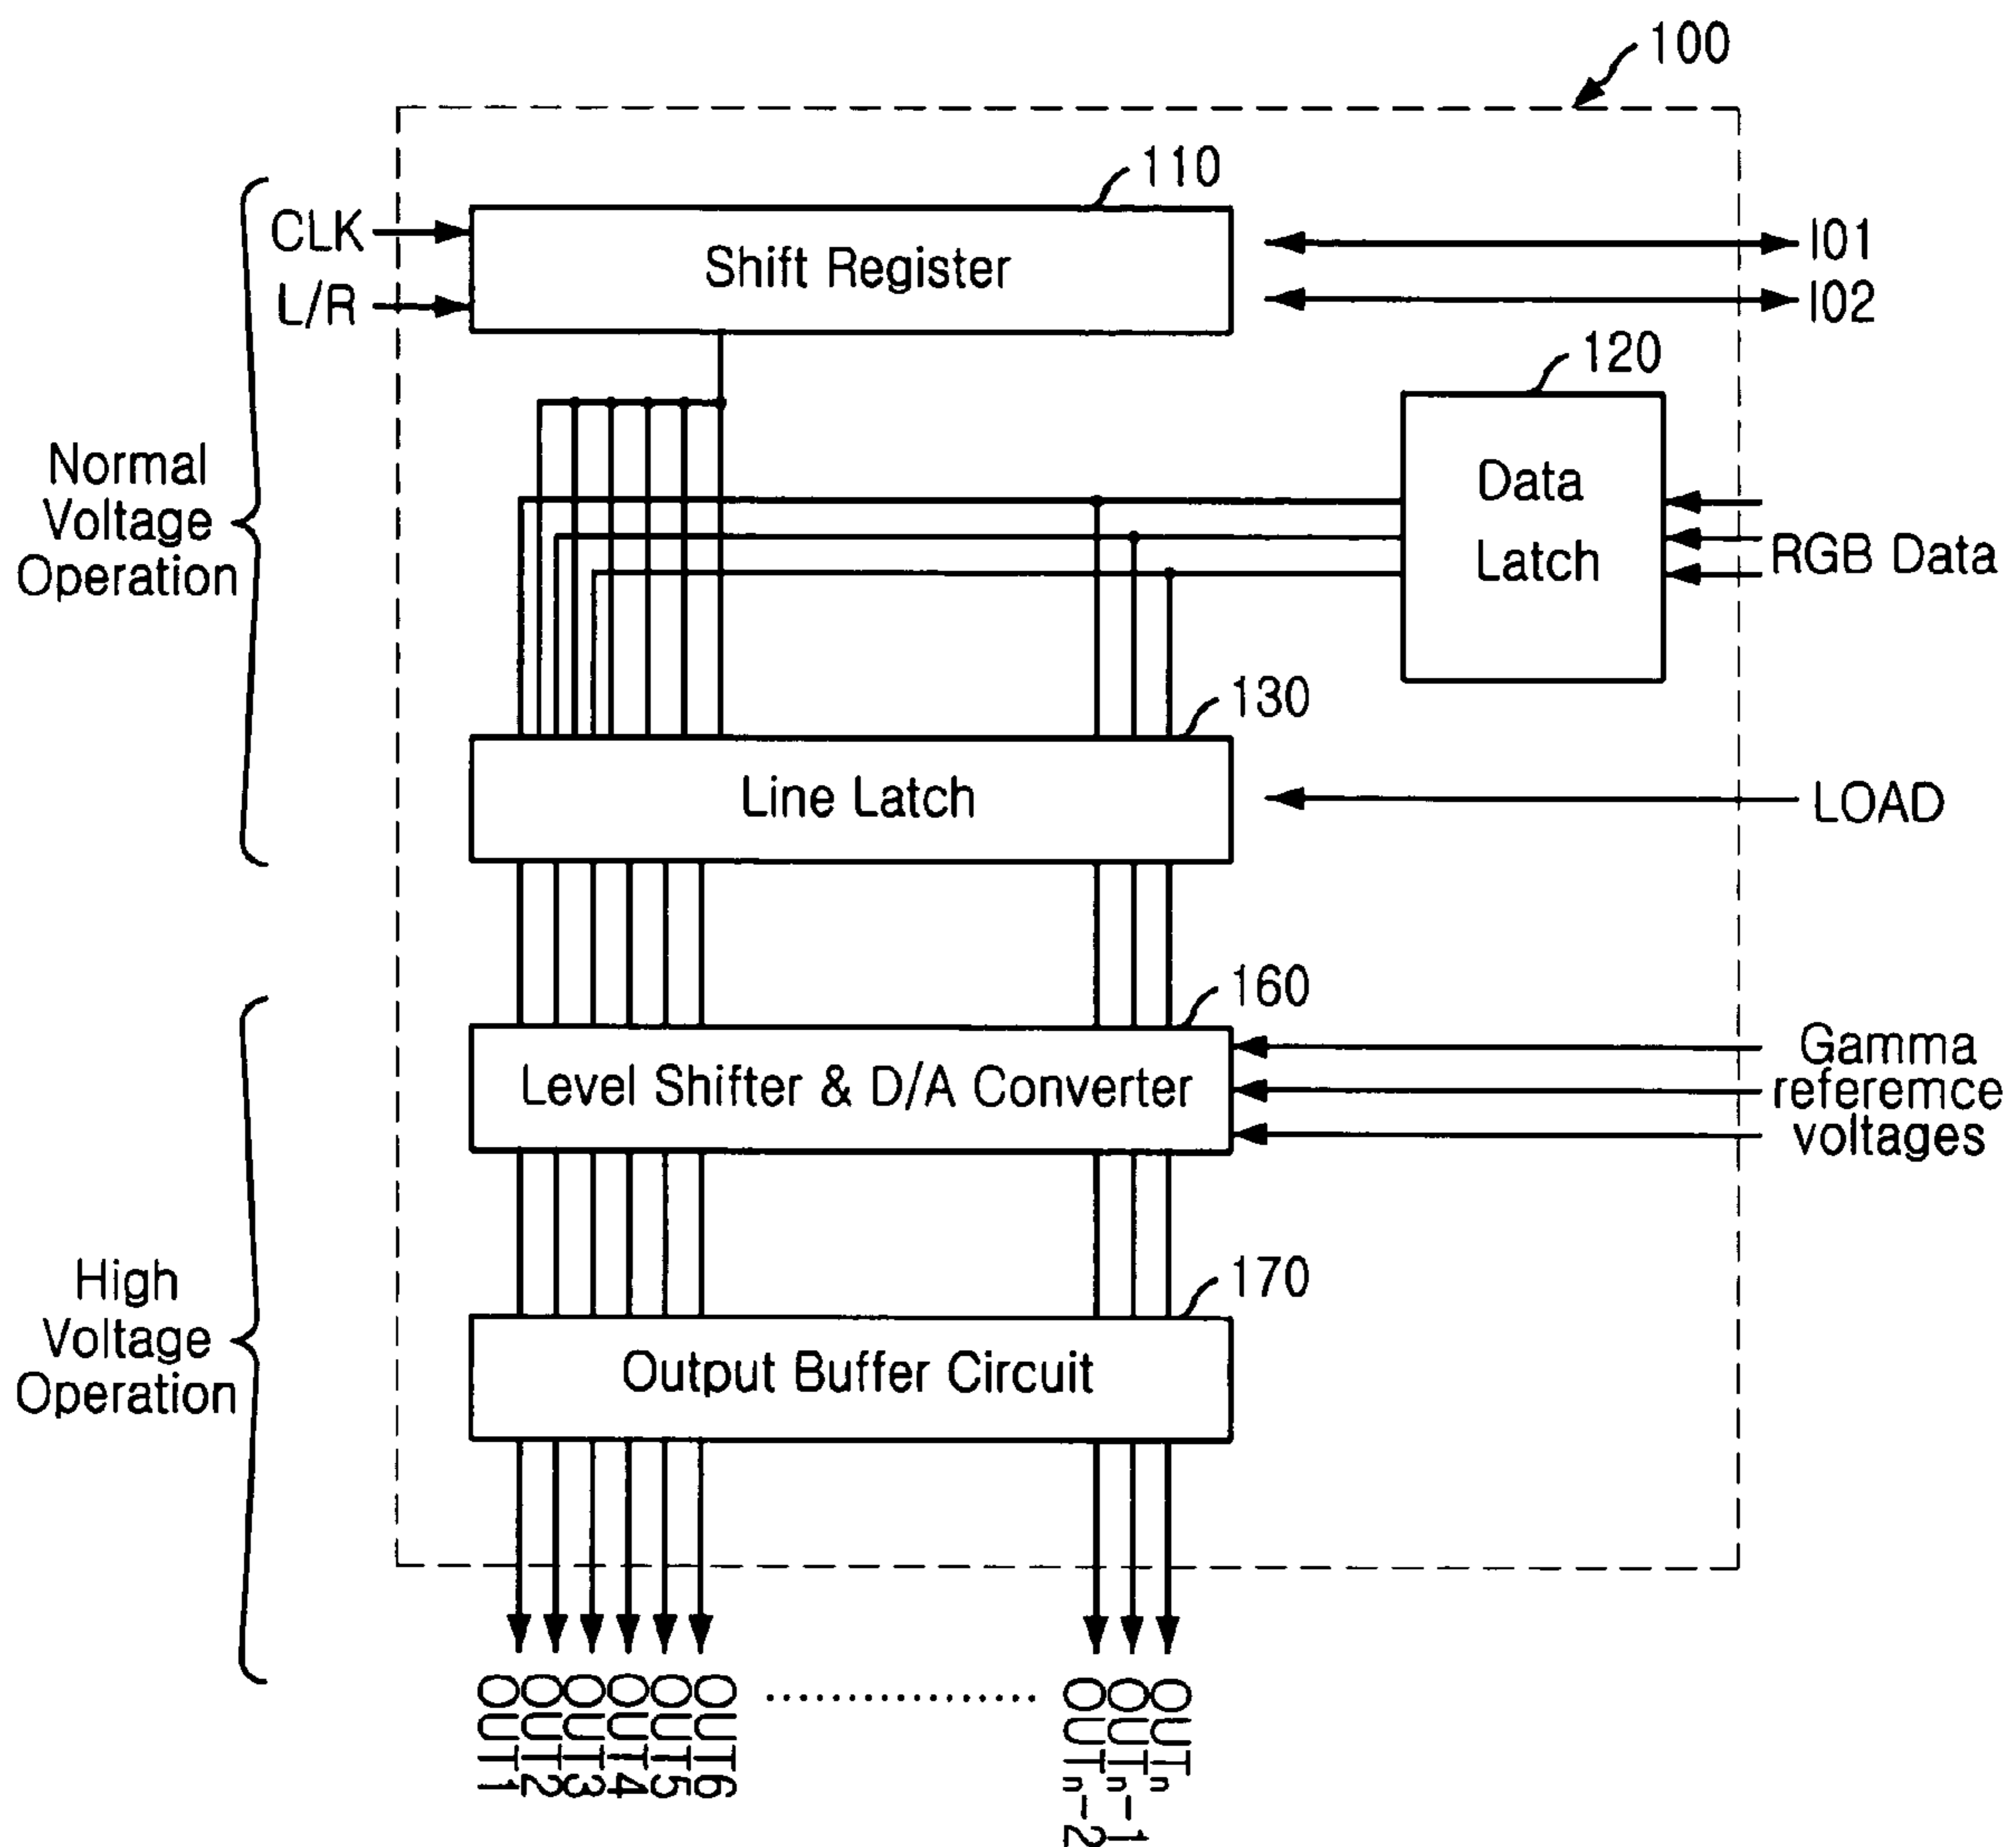 100
110
CLK
Shift Register
I01
L/R
I02
120
Normal
Voltage
Operation
Data
Latch
RGB Data
130
Line Latch
LOAD
160
Level Shifter & D/A Converter
Gamma
referemce
voltages
170
High
Voltage
Operation
Output Buffer Circuit
OUT1
OUT2
OUT3
OUT4
OUT5
OUT6
OUTn-2
OUTn-1
OUTn